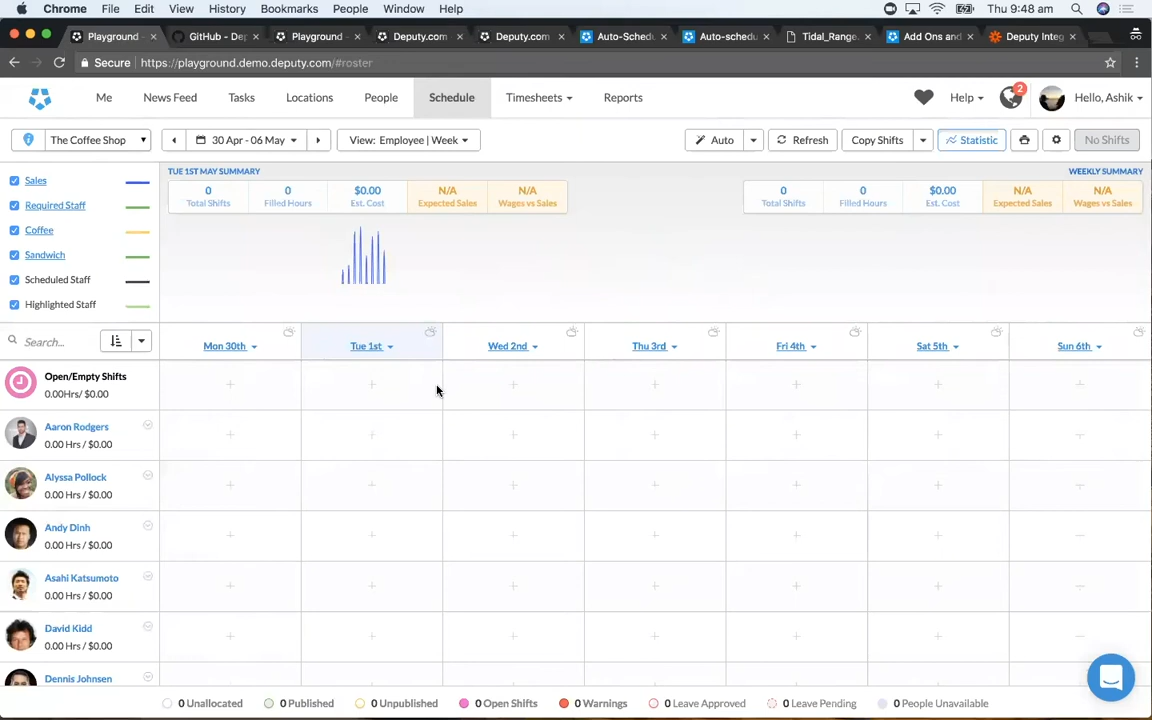 Chrome File Edit View History Bookmarks People Window Help Thu 9:48 am
Playground - GitHub - Dep Playground - Deputy.com Deputy.com Auto-Schedu Auto-schedu Tidal_Range. Add Ons and Deputy Integ
Secure https://playground.demo.deputy.com/#roster
Me News Feed Tasks Locations People Schedule Timesheets Reports Help 2 Hello, Ashik
The Coffee Shop 30 Apr - 06 May View: Employee | Week Auto Refresh Copy Shifts Statistic No Shifts
TUE 1ST MAY SUMMARY WEEKLY SUMMARY
Sales
Required Staff
Coffee
Sandwich
Scheduled Staff
Highlighted Staff
0 0 $0.00 N/A N/A 0 0 $0.00 N/A N/A
Total Shifts Filled Hours Est. Cost Expected Sales Wages vs Sales Total Shifts Filled Hours Est. Cost Expected Sales Wages vs Sales
Search... Mon 30th Tue 1st Wed 2nd Thu 3rd Fri 4th Sat 5th Sun 6th
Open/Empty Shifts
0.00Hrs/ $0.00
Aaron Rodgers
0.00 Hrs / $0.00
Alyssa Pollock
0.00 Hrs / $0.00
Andy Dinh
0.00 Hrs / $0.00
Asahi Katsumoto
0.00 Hrs / $0.00
David Kidd
0.00 Hrs / $0.00
Dennis Johnsen
0 Unallocated 0 Published 0 Unpublished 0 Open Shifts 0 Warnings 0 Leave Approved 0 Leave Pending 0 People Unavailable